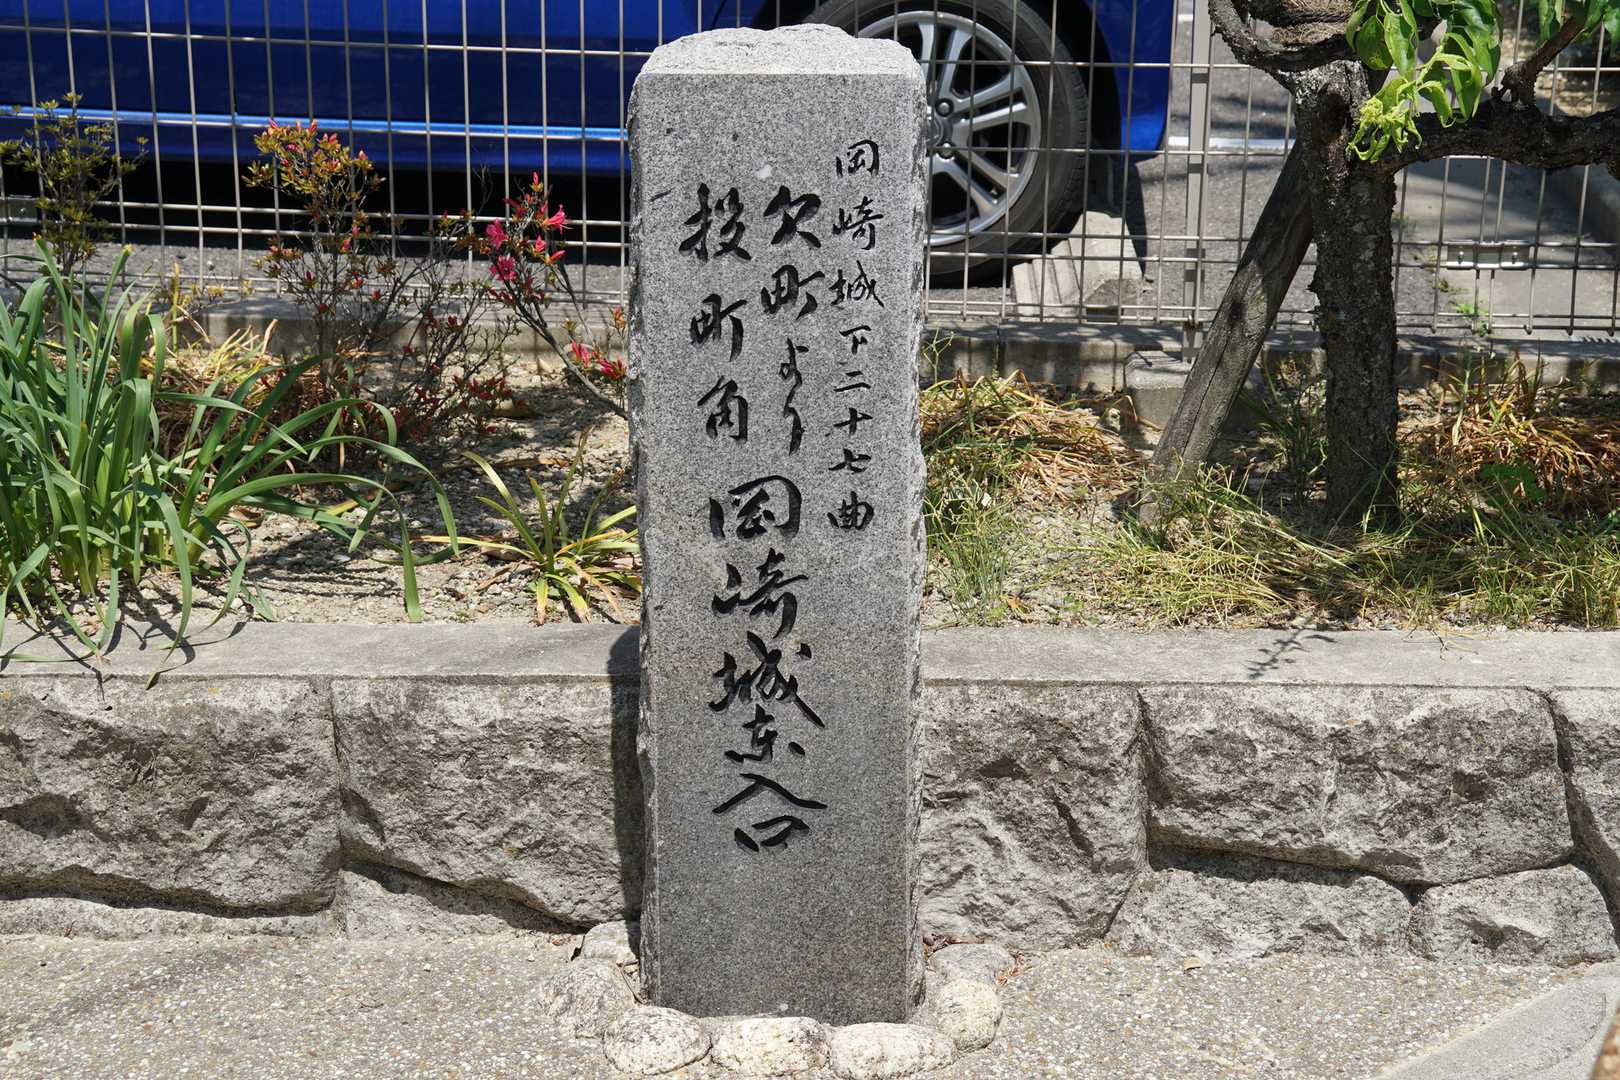 岡崎城下二十七曲
欠町より
投町角
岡崎城東入口